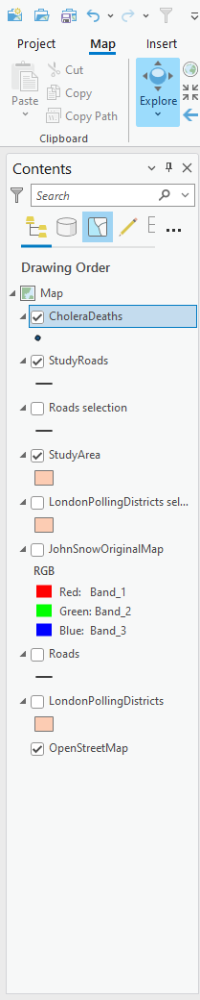 Project Map Insert
Cut
Copy
Paste
Copy Path
Explore
Clipboard
Contents
Search
Drawing Order
Map
CholeraDeaths
StudyRoads
Roads selection
StudyArea
LondonPollingDistricts sel...
JohnSnowOriginalMap
RGB
Red: Band_1
Green: Band_2
Blue: Band_3
Roads
LondonPollingDistricts
OpenStreetMap